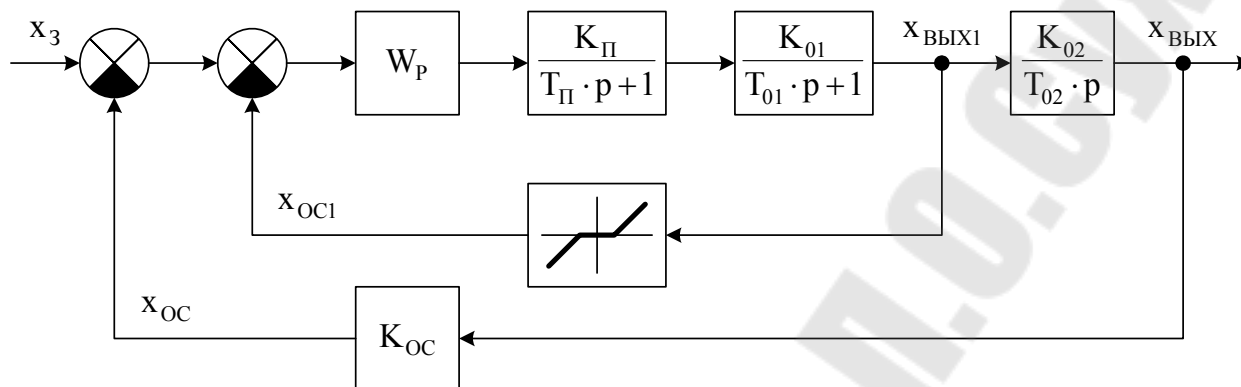 x_З
W_P
K_П
T_П · p + 1
K_01
T_01 · p + 1
x_ВЫХ1
K_02
T_02 · p
x_ВЫХ
x_ОС1
x_ОС
K_ОС